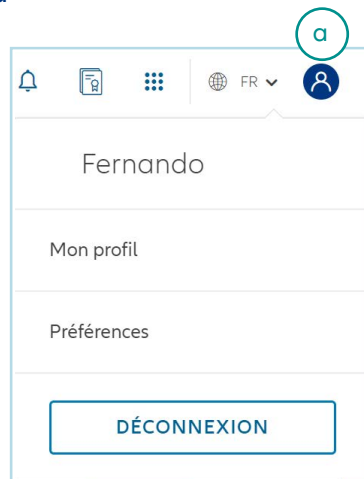 a
FR
Fernando
Mon profil
Préférences
DÉCONNEXION